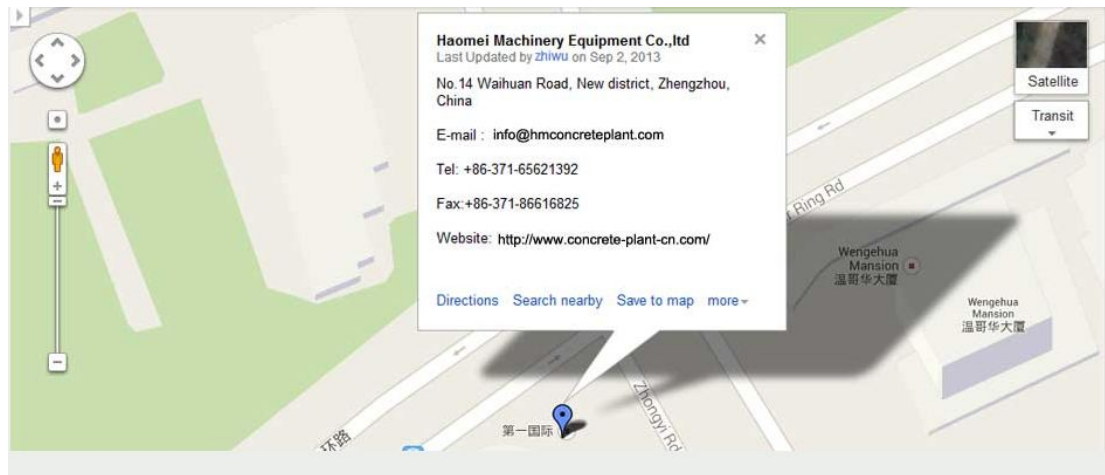 Haomei Machinery Equipment Co.,ltd
Last Updated by zhiwu on Sep 2, 2013
No.14 Waihuan Road, New district, Zhengzhou,
China
E-mail : info@hmconcreteplant.com
Tel: +86-371-65621392
Fax:+86-371-86616825
Website: http://www.concrete-plant-cn.com/
Directions Search nearby Save to map more
Satellite
Transit
Ring Rd
Wengehua
Mansion
温哥华大厦
Wengehua
Mansion
温哥华大厦
Zhongyi Rd
第一国际
环路